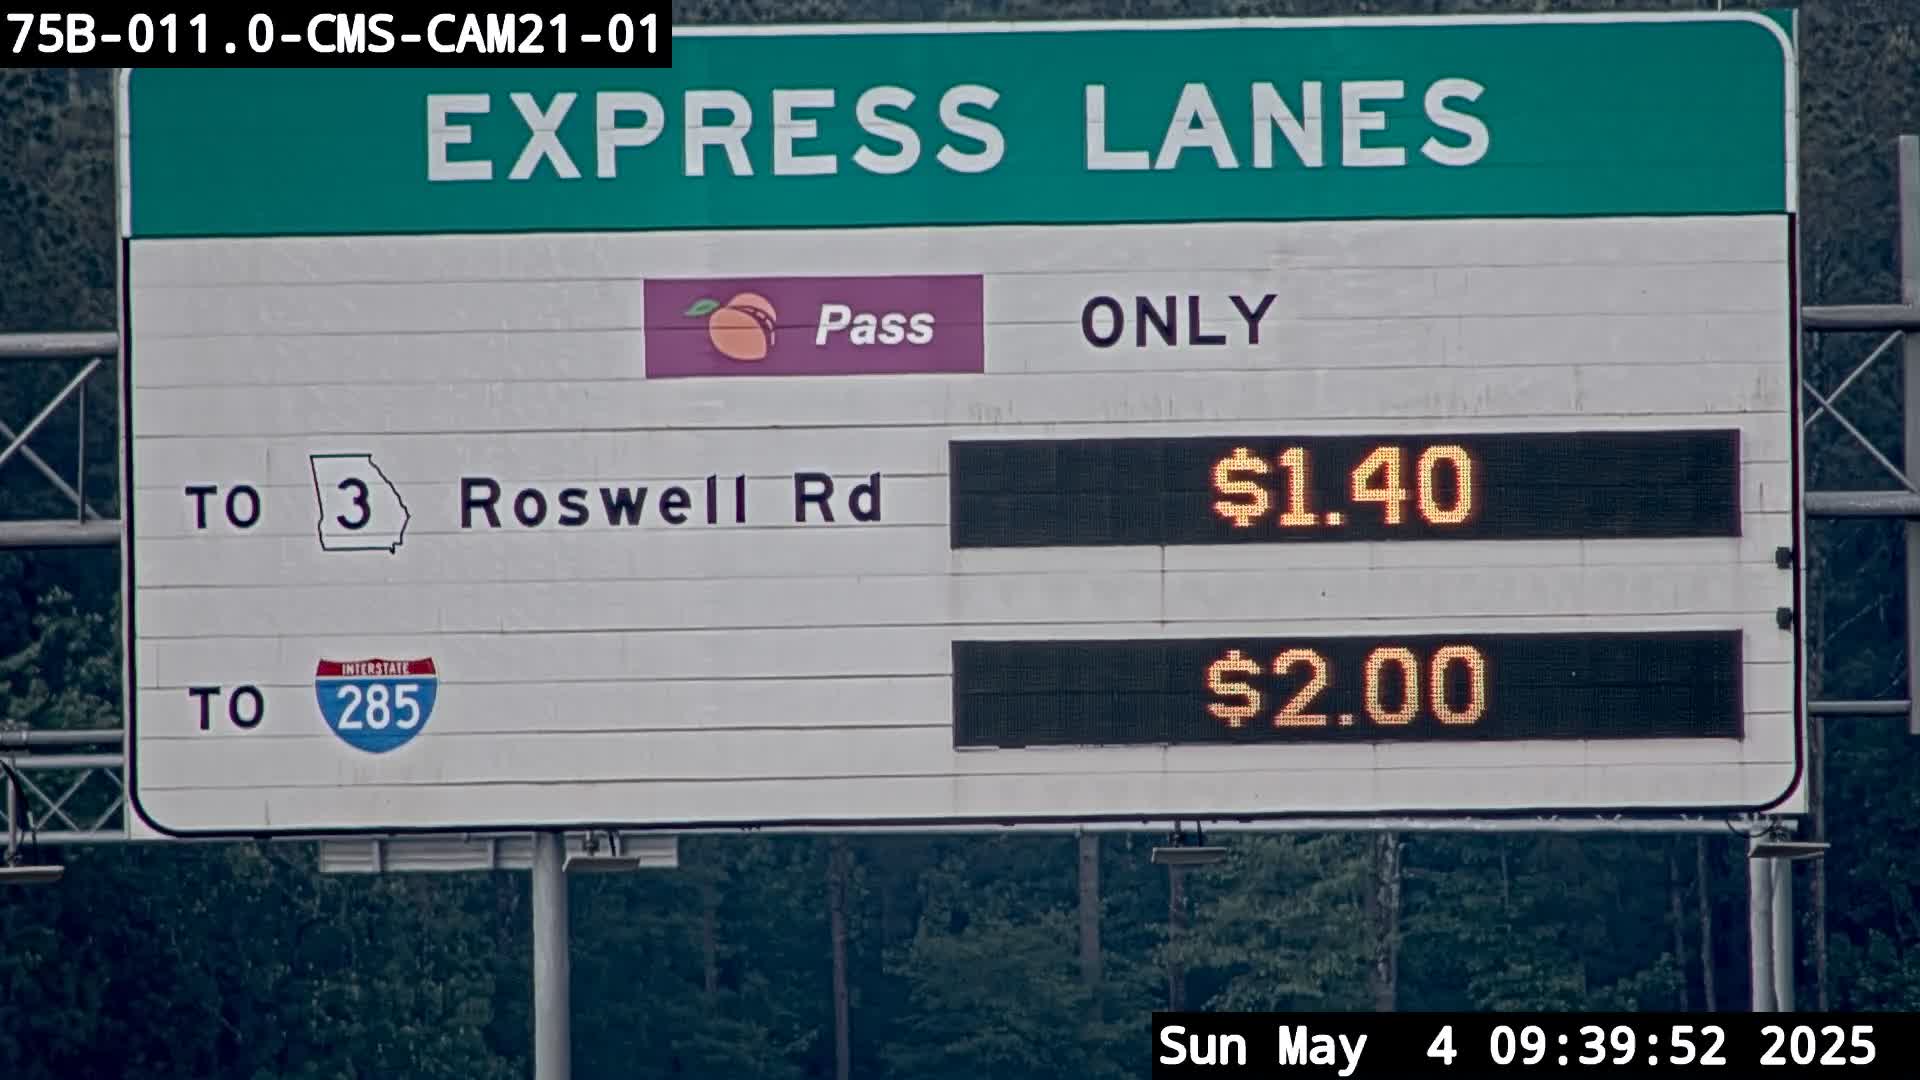 75B-011.0-CMS-CAM21-01
EXPRESS LANES
Pass ONLY
TO 3 Roswell Rd $1.40
INTERSTATE
TO 285 $2.00
Sun May 4 09:39:52 2025